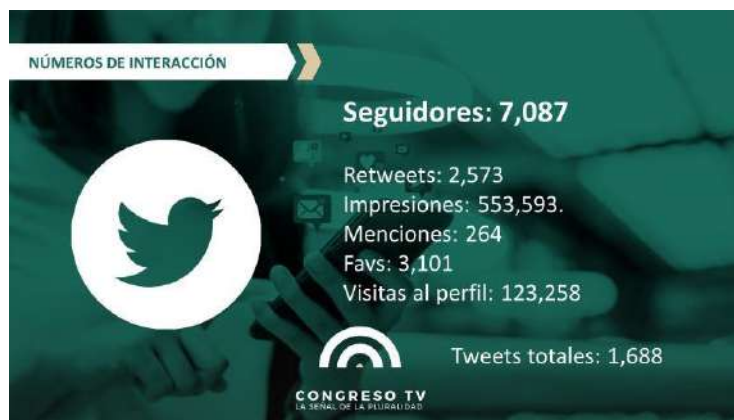 NÚMEROS DE INTERACCIÓN
Seguidores: 7,087
Retweets: 2,573
Impresiones: 553,593.
Menciones: 264
Favs: 3,101
Visitas al perfil: 123,258
Tweets totales: 1,688
CONGRESO TV
LA SEÑAL DE LA PLURALIDAD